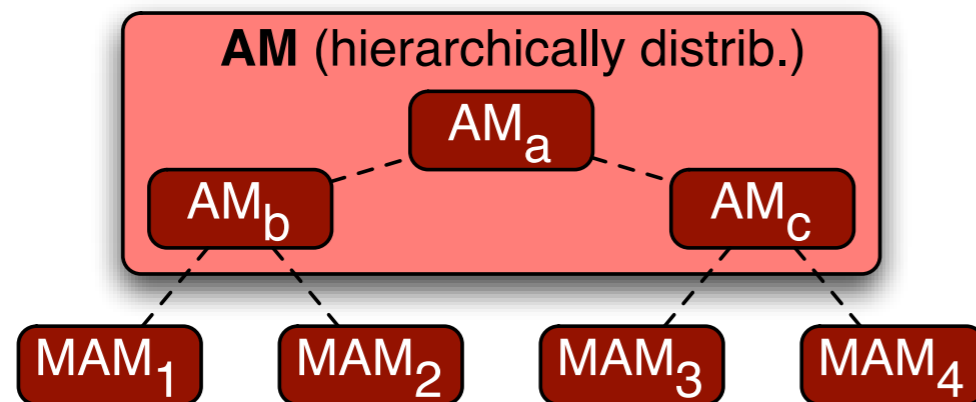 AM (hierarchically distrib.)
AMa
AMb
AMc
MAM1
MAM2
MAM3
MAM4